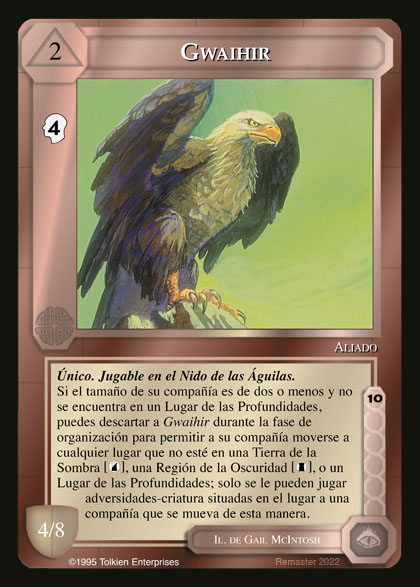 2
GWAIHIR
4
ALIADO
Único. Jugable en el Nido de las Águilas.
Si el tamaño de su compañía es de dos o menos y no
se encuentra en un Lugar de las Profundidades,
puedes descartar a Gwaihir durante la fase de
organización para permitir a su compañía moverse a
cualquier lugar que no esté en una Tierra de la
Sombra [ ], una Región de la Oscuridad [ ], o un
Lugar de las Profundidades; solo se le pueden jugar
adversidades-criatura situadas en el lugar a una
compañía que se mueva de esta manera.
10
4/8
IL. DE GAIL MCINTOSH
©1995 Tolkien Enterprises
Remaster 2022